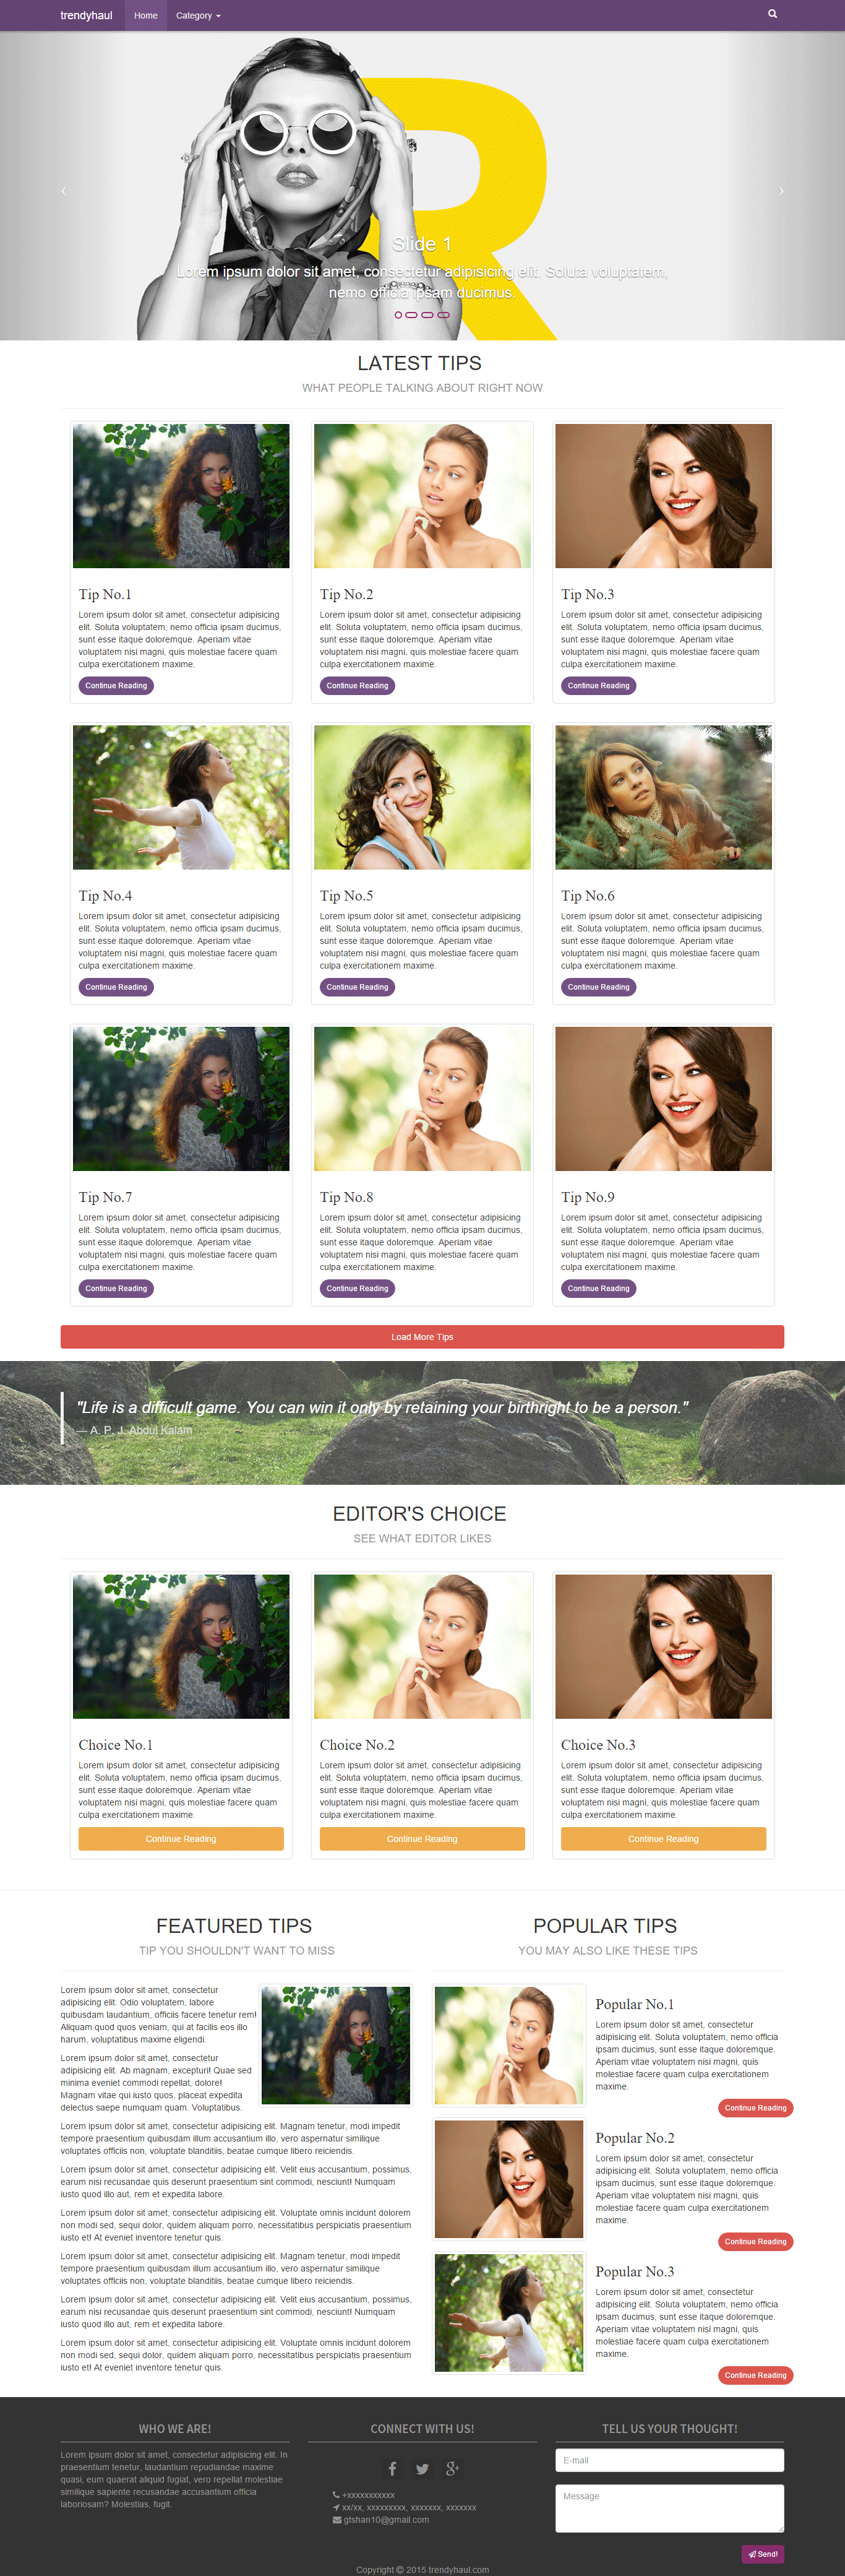 trendyhaul Home Category
R
Slide 1
Lorem ipsum dolor sit amet, consectetur adipisicing elit. Soluta voluptatem,
nemo officia ipsam ducimus.
LATEST TIPS
WHAT PEOPLE TALKING ABOUT RIGHT NOW
Tip No.1
Lorem ipsum dolor sit amet, consectetur adipisicing
elit. Soluta voluptatem, nemo officia ipsam ducimus,
sunt esse itaque doloremque. Aperiam vitae
voluptatem nisi magni, quis molestiae facere quam
culpa exercitationem maxime.
Continue Reading
Tip No.2
Lorem ipsum dolor sit amet, consectetur adipisicing
elit. Soluta voluptatem, nemo officia ipsam ducimus,
sunt esse itaque doloremque. Aperiam vitae
voluptatem nisi magni, quis molestiae facere quam
culpa exercitationem maxime.
Continue Reading
Tip No.3
Lorem ipsum dolor sit amet, consectetur adipisicing
elit. Soluta voluptatem, nemo officia ipsam ducimus,
sunt esse itaque doloremque. Aperiam vitae
voluptatem nisi magni, quis molestiae facere quam
culpa exercitationem maxime.
Continue Reading
Tip No.4
Lorem ipsum dolor sit amet, consectetur adipisicing
elit. Soluta voluptatem, nemo officia ipsam ducimus,
sunt esse itaque doloremque. Aperiam vitae
voluptatem nisi magni, quis molestiae facere quam
culpa exercitationem maxime.
Continue Reading
Tip No.5
Lorem ipsum dolor sit amet, consectetur adipisicing
elit. Soluta voluptatem, nemo officia ipsam ducimus,
sunt esse itaque doloremque. Aperiam vitae
voluptatem nisi magni, quis molestiae facere quam
culpa exercitationem maxime.
Continue Reading
Tip No.6
Lorem ipsum dolor sit amet, consectetur adipisicing
elit. Soluta voluptatem, nemo officia ipsam ducimus,
sunt esse itaque doloremque. Aperiam vitae
voluptatem nisi magni, quis molestiae facere quam
culpa exercitationem maxime.
Continue Reading
Tip No.7
Lorem ipsum dolor sit amet, consectetur adipisicing
elit. Soluta voluptatem, nemo officia ipsam ducimus,
sunt esse itaque doloremque. Aperiam vitae
voluptatem nisi magni, quis molestiae facere quam
culpa exercitationem maxime.
Continue Reading
Tip No.8
Lorem ipsum dolor sit amet, consectetur adipisicing
elit. Soluta voluptatem, nemo officia ipsam ducimus,
sunt esse itaque doloremque. Aperiam vitae
voluptatem nisi magni, quis molestiae facere quam
culpa exercitationem maxime.
Continue Reading
Tip No.9
Lorem ipsum dolor sit amet, consectetur adipisicing
elit. Soluta voluptatem, nemo officia ipsam ducimus,
sunt esse itaque doloremque. Aperiam vitae
voluptatem nisi magni, quis molestiae facere quam
culpa exercitationem maxime.
Continue Reading
Load More Tips
"Life is a difficult game. You can win it only by retaining your birthright to be a person."
— A. P. J. Abdul Kalam
EDITOR'S CHOICE
SEE WHAT EDITOR LIKES
Choice No.1
Lorem ipsum dolor sit amet, consectetur adipisicing
elit. Soluta voluptatem, nemo officia ipsam ducimus,
sunt esse itaque doloremque. Aperiam vitae
voluptatem nisi magni, quis molestiae facere quam
culpa exercitationem maxime.
Continue Reading
Choice No.2
Lorem ipsum dolor sit amet, consectetur adipisicing
elit. Soluta voluptatem, nemo officia ipsam ducimus,
sunt esse itaque doloremque. Aperiam vitae
voluptatem nisi magni, quis molestiae facere quam
culpa exercitationem maxime.
Continue Reading
Choice No.3
Lorem ipsum dolor sit amet, consectetur adipisicing
elit. Soluta voluptatem, nemo officia ipsam ducimus,
sunt esse itaque doloremque. Aperiam vitae
voluptatem nisi magni, quis molestiae facere quam
culpa exercitationem maxime.
Continue Reading
FEATURED TIPS
TIP YOU SHOULDN'T WANT TO MISS
Lorem ipsum dolor sit amet, consectetur
adipisicing elit. Odio voluptatem, labore
quibusdam laudantium, officiis facere tenetur rem!
Aliquam quod quos veniam, qui at facilis eos illo
harum, voluptatibus maxime eligendi.
Lorem ipsum dolor sit amet, consectetur
adipisicing elit. Ab magnam, excepturi! Quae sed
minima eveniet commodi repellat, dolore!
Magnam vitae qui iusto quos, placeat expedita
delectus saepe numquam quam. Voluptatibus.
Lorem ipsum dolor sit amet, consectetur adipisicing elit. Magnam tenetur, modi impedit
tempore praesentium quibusdam illum accusantium illo, vero aspernatur similique
voluptates officiis non, voluptate blanditiis, beatae cumque libero reiciendis.
Lorem ipsum dolor sit amet, consectetur adipisicing elit. Velit eius accusantium, possimus,
earum nisi recusandae quis deserunt praesentium sint commodi, nesciunt! Numquam
iusto quod illo aut, rem et expedita labore.
Lorem ipsum dolor sit amet, consectetur adipisicing elit. Voluptate omnis incidunt dolorem
non modi sed, sequi dolor, quidem aliquam porro, necessitatibus perspiciatis praesentium
iusto et! At eveniet inventore tenetur quis.
Lorem ipsum dolor sit amet, consectetur adipisicing elit. Magnam tenetur, modi impedit
tempore praesentium quibusdam illum accusantium illo, vero aspernatur similique
voluptates officiis non, voluptate blanditiis, beatae cumque libero reiciendis.
Lorem ipsum dolor sit amet, consectetur adipisicing elit. Velit eius accusantium, possimus,
earum nisi recusandae quis deserunt praesentium sint commodi, nesciunt! Numquam
iusto quod illo aut, rem et expedita labore.
Lorem ipsum dolor sit amet, consectetur adipisicing elit. Voluptate omnis incidunt dolorem
non modi sed, sequi dolor, quidem aliquam porro, necessitatibus perspiciatis praesentium
iusto et! At eveniet inventore tenetur quis.
POPULAR TIPS
YOU MAY ALSO LIKE THESE TIPS
Popular No.1
Lorem ipsum dolor sit amet, consectetur
adipisicing elit. Soluta voluptatem, nemo officia
ipsam ducimus, sunt esse itaque doloremque.
Aperiam vitae voluptatem nisi magni, quis
molestiae facere quam culpa exercitationem
maxime.
Continue Reading
Popular No.2
Lorem ipsum dolor sit amet, consectetur
adipisicing elit. Soluta voluptatem, nemo officia
ipsam ducimus, sunt esse itaque doloremque.
Aperiam vitae voluptatem nisi magni, quis
molestiae facere quam culpa exercitationem
maxime.
Continue Reading
Popular No.3
Lorem ipsum dolor sit amet, consectetur
adipisicing elit. Soluta voluptatem, nemo officia
ipsam ducimus, sunt esse itaque doloremque.
Aperiam vitae voluptatem nisi magni, quis
molestiae facere quam culpa exercitationem
maxime.
Continue Reading
WHO WE ARE!
Lorem ipsum dolor sit amet, consectetur adipisicing elit. In
praesentium tenetur, laudantium repudiandae maxime
quasi, eum quaerat aliquid fugiat, vero repellat molestiae
similique sapiente recusandae accusantium officia
laboriosam? Molestias, fugit.
CONNECT WITH US!
+xxxxxxxxxxx
xx/xx, xxxxxxxxx, xxxxxxx, xxxxxxx
gtshan10@gmail.com
TELL US YOUR THOUGHT!
E-mail
Message
Send!
Copyright © 2015 trendyhaul.com